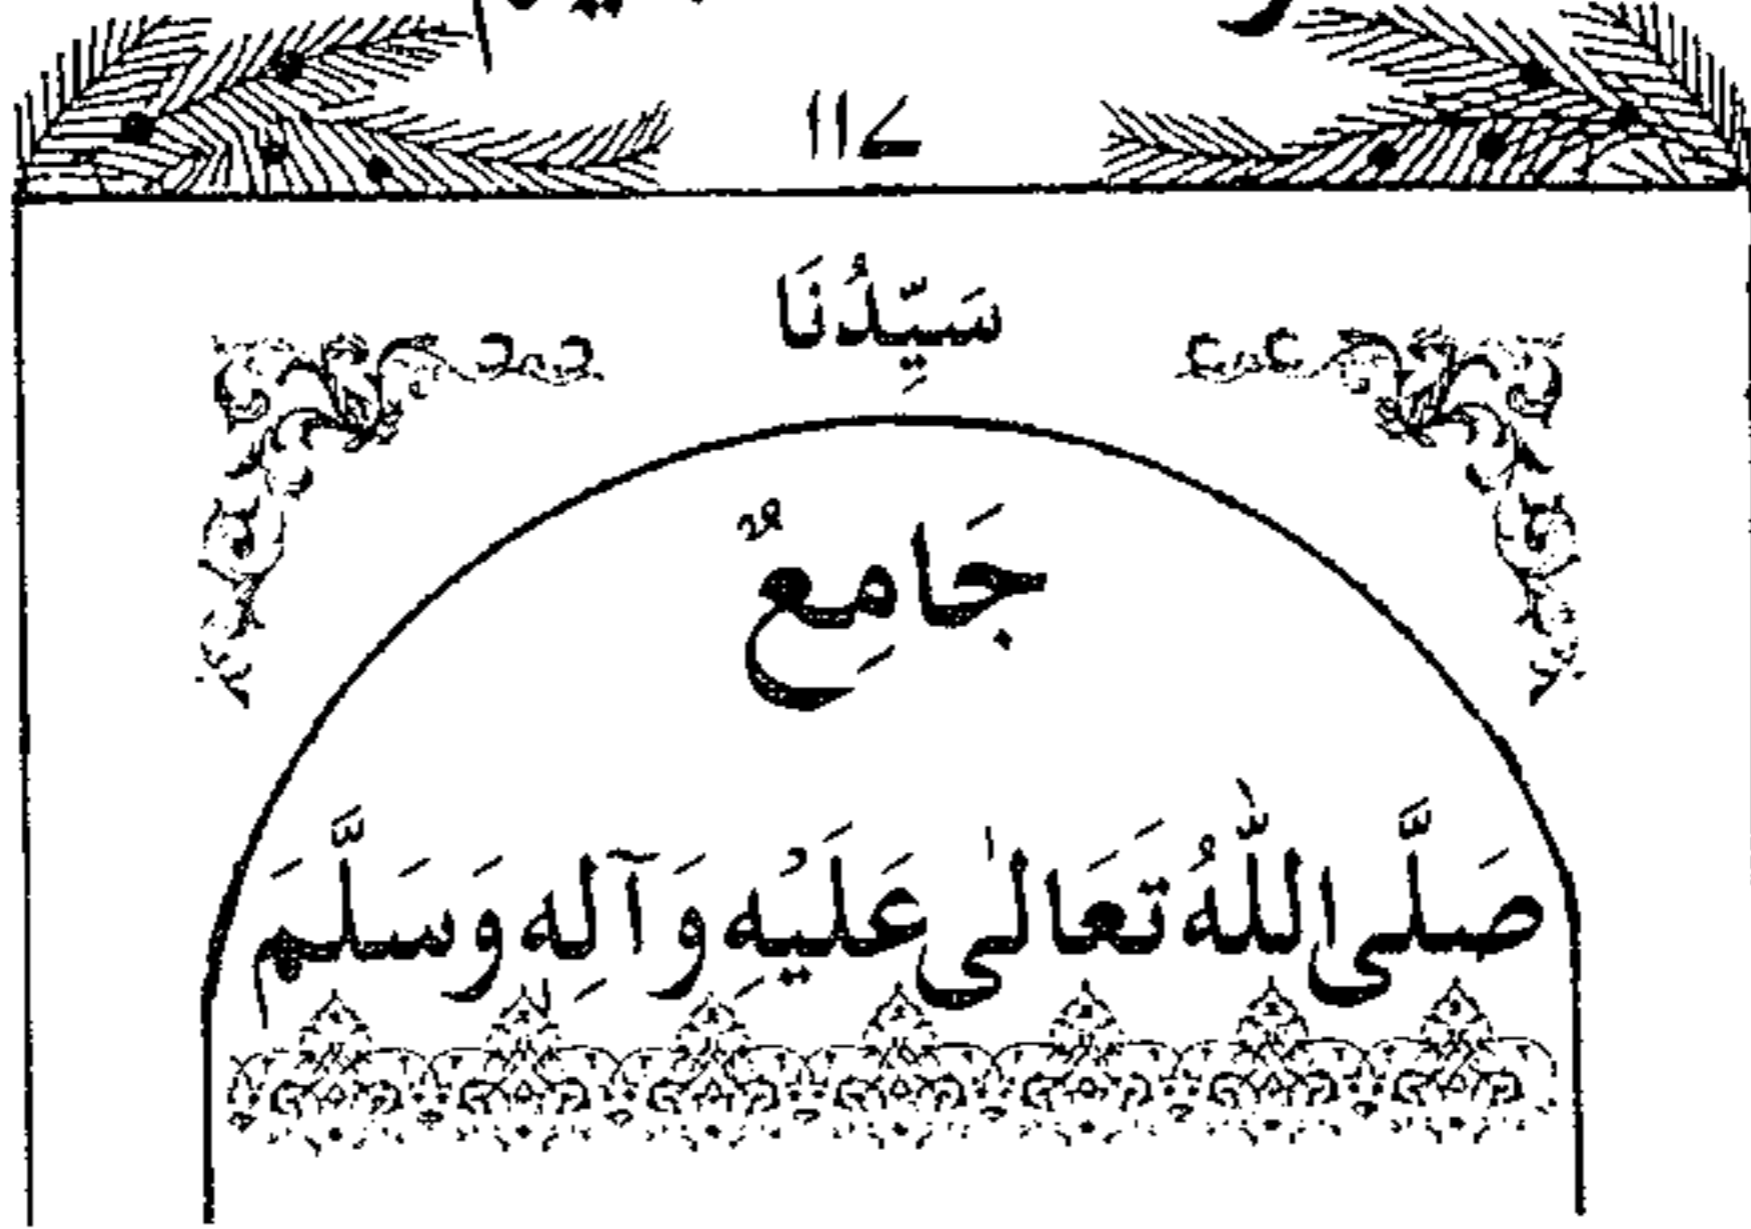 ۱۱۷
سَيِّدُنَا
جَامِعٌ
صَلَّى اللّٰهُ تَعَالٰى عَلَيْهِ وَآلِهِ وَسَلَّمَ